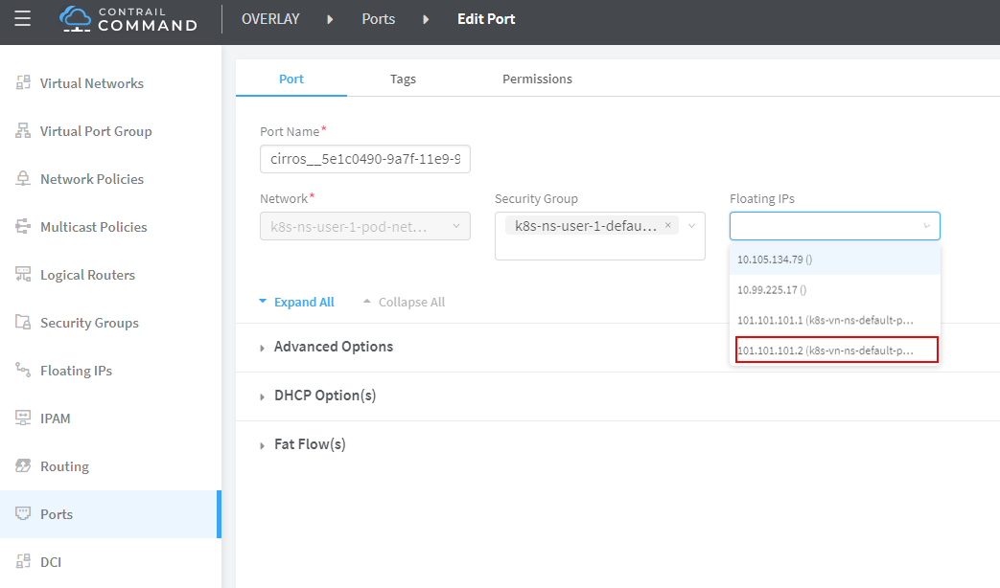 CONTRAIL
COMMAND
OVERLAY
Ports
Edit Port
Virtual Networks
Virtual Port Group
Network Policies
Multicast Policies
Logical Routers
Security Groups
Floating IPs
IPAM
Routing
Ports
DCI
Port
Tags
Permissions
Port Name*
cirros__5e1c0490-9a7f-11e9-9
Network*
k8s-ns-user-1-pod-net...
Security Group
k8s-ns-user-1-defau... ×
Floating IPs
10.105.134.79 ()
10.99.225.17 ()
101.101.101.1 (k8s-vn-ns-default-p...
101.101.101.2 (k8s-vn-ns-default-p...
Expand All
Collapse All
Advanced Options
DHCP Option(s)
Fat Flow(s)